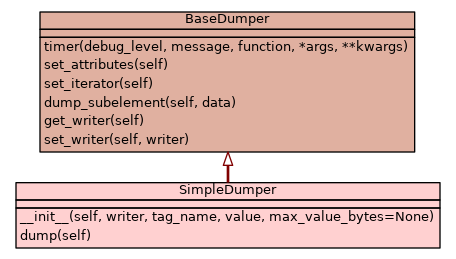 BaseDumper
timer(debug_level, message, function, *args, **kwargs)
set_attributes(self)
set_iterator(self)
dump_subelement(self, data)
get_writer(self)
set_writer(self, writer)
SimpleDumper
__init__(self, writer, tag_name, value, max_value_bytes=None)
dump(self)